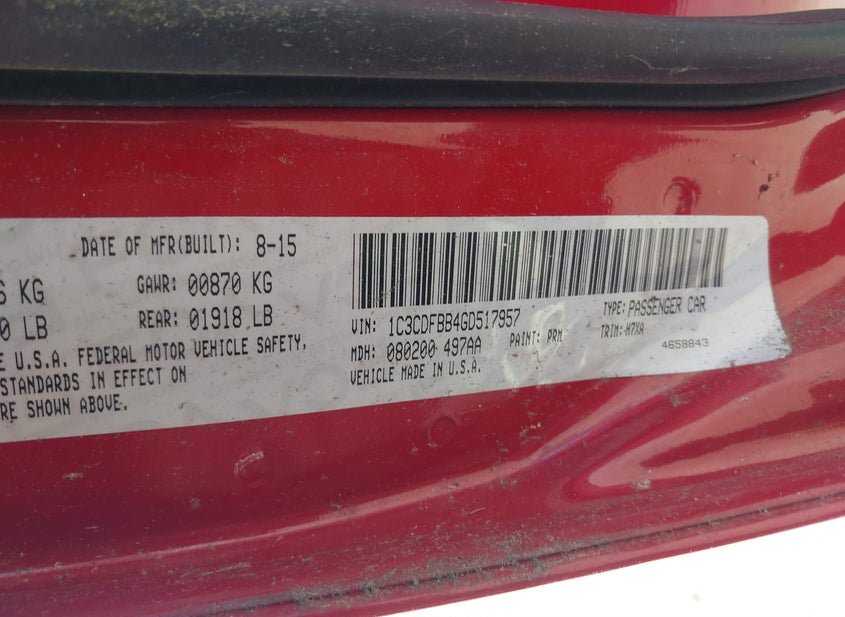 DATE OF MFR(BUILT): 8-15
KG GAWR: 00870 KG
0 LB REAR: 01918 LB
U.S.A. FEDERAL MOTOR VEHICLE SAFETY,
STANDARDS IN EFFECT ON
SHOWN ABOVE.
VIN: 1C3CDFBB4GD517957 TYPE: PASSENGER CAR
MDH: 080200 497AA PAINT: PRM TRIM: H7XA
VEHICLE MADE IN U.S.A. 4658843